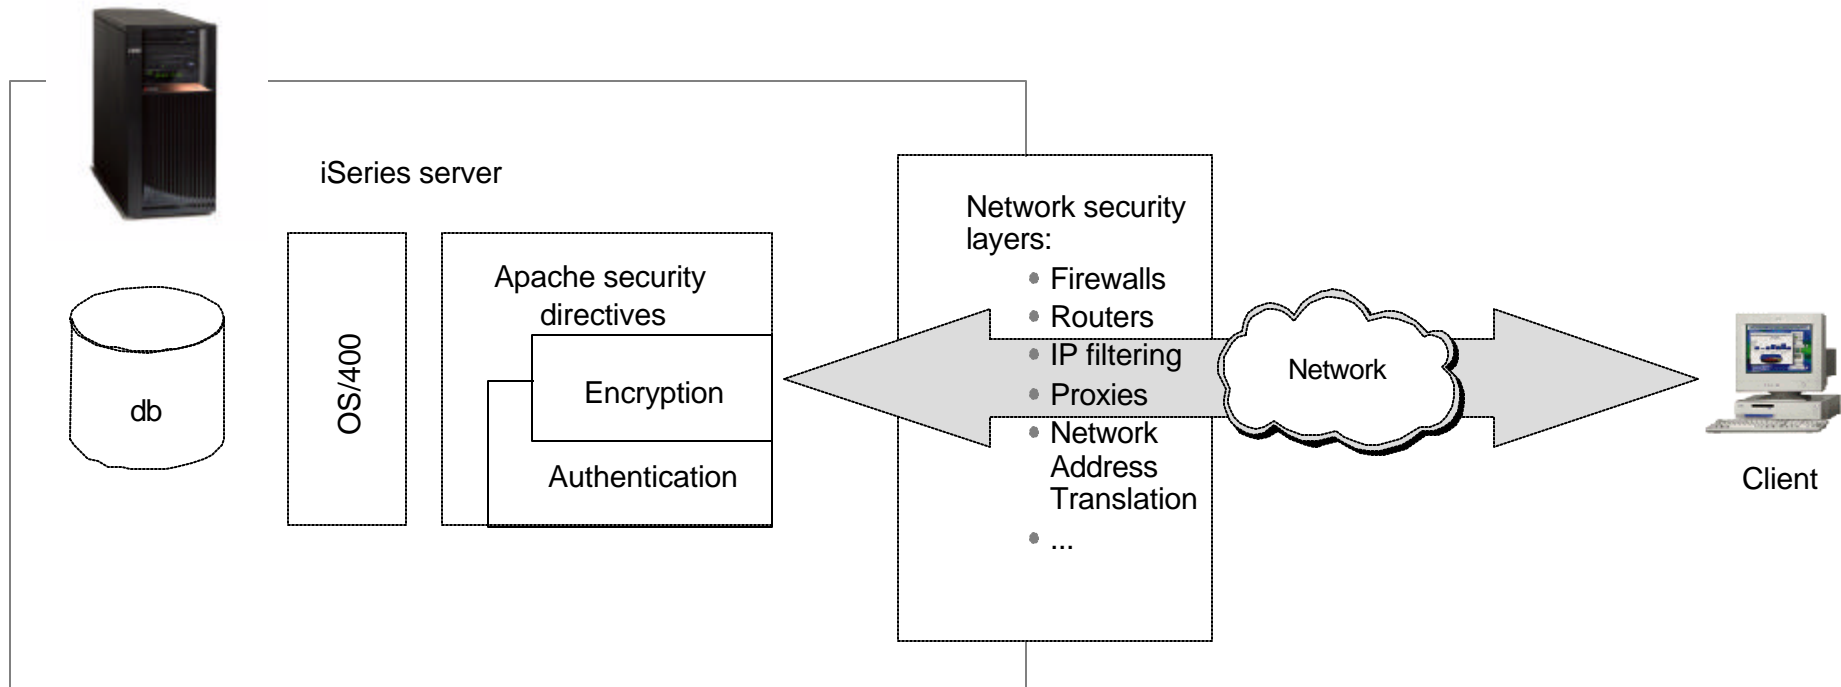 iSeries server
Network security
layers:
• Firewalls
• Routers
• IP filtering
• Proxies
• Network
Address
Translation
• ...
Apache security
directives
Encryption
Authentication
OS/400
db
Network
Client